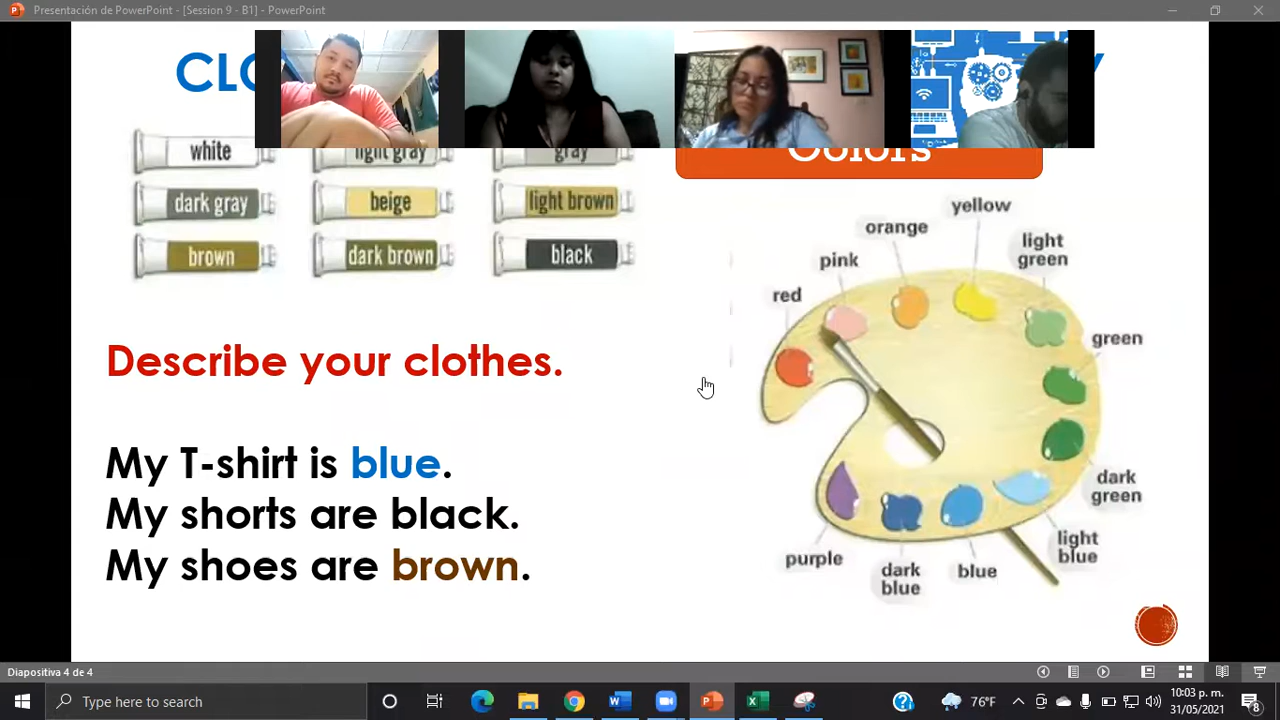 Presentación de PowerPoint - [Session 9 - B1] - PowerPoint
CLO
Y
Colors
white
light gray
gray
dark gray
beige
light brown
brown
dark brown
black
yellow
orange
light
green
pink
red
green
dark
green
light
blue
blue
dark
blue
purple
Describe your clothes.
My T-shirt is blue.
My shorts are black.
My shoes are brown.
Diapositiva 4 de 4
Type here to search
76°F
10:03 p. m.
31/05/2021
8